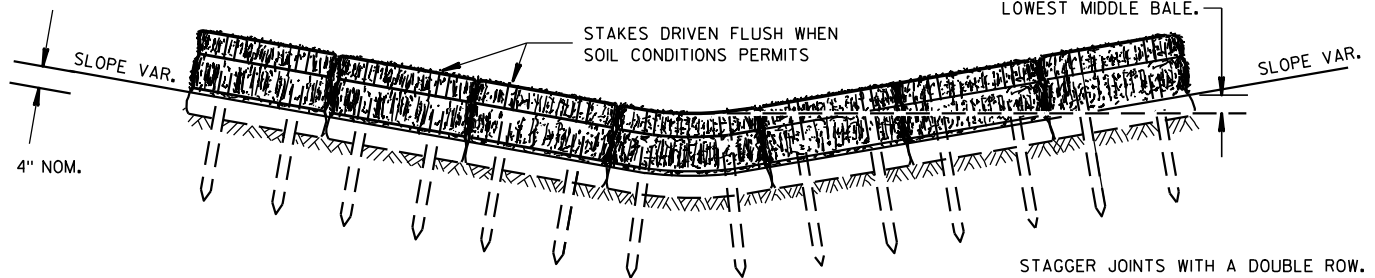 LOWEST MIDDLE BALE.
STAKES DRIVEN FLUSH WHEN
SOIL CONDITIONS PERMITS
SLOPE VAR.
SLOPE VAR.
4" NOM.
STAGGER JOINTS WITH A DOUBLE ROW.